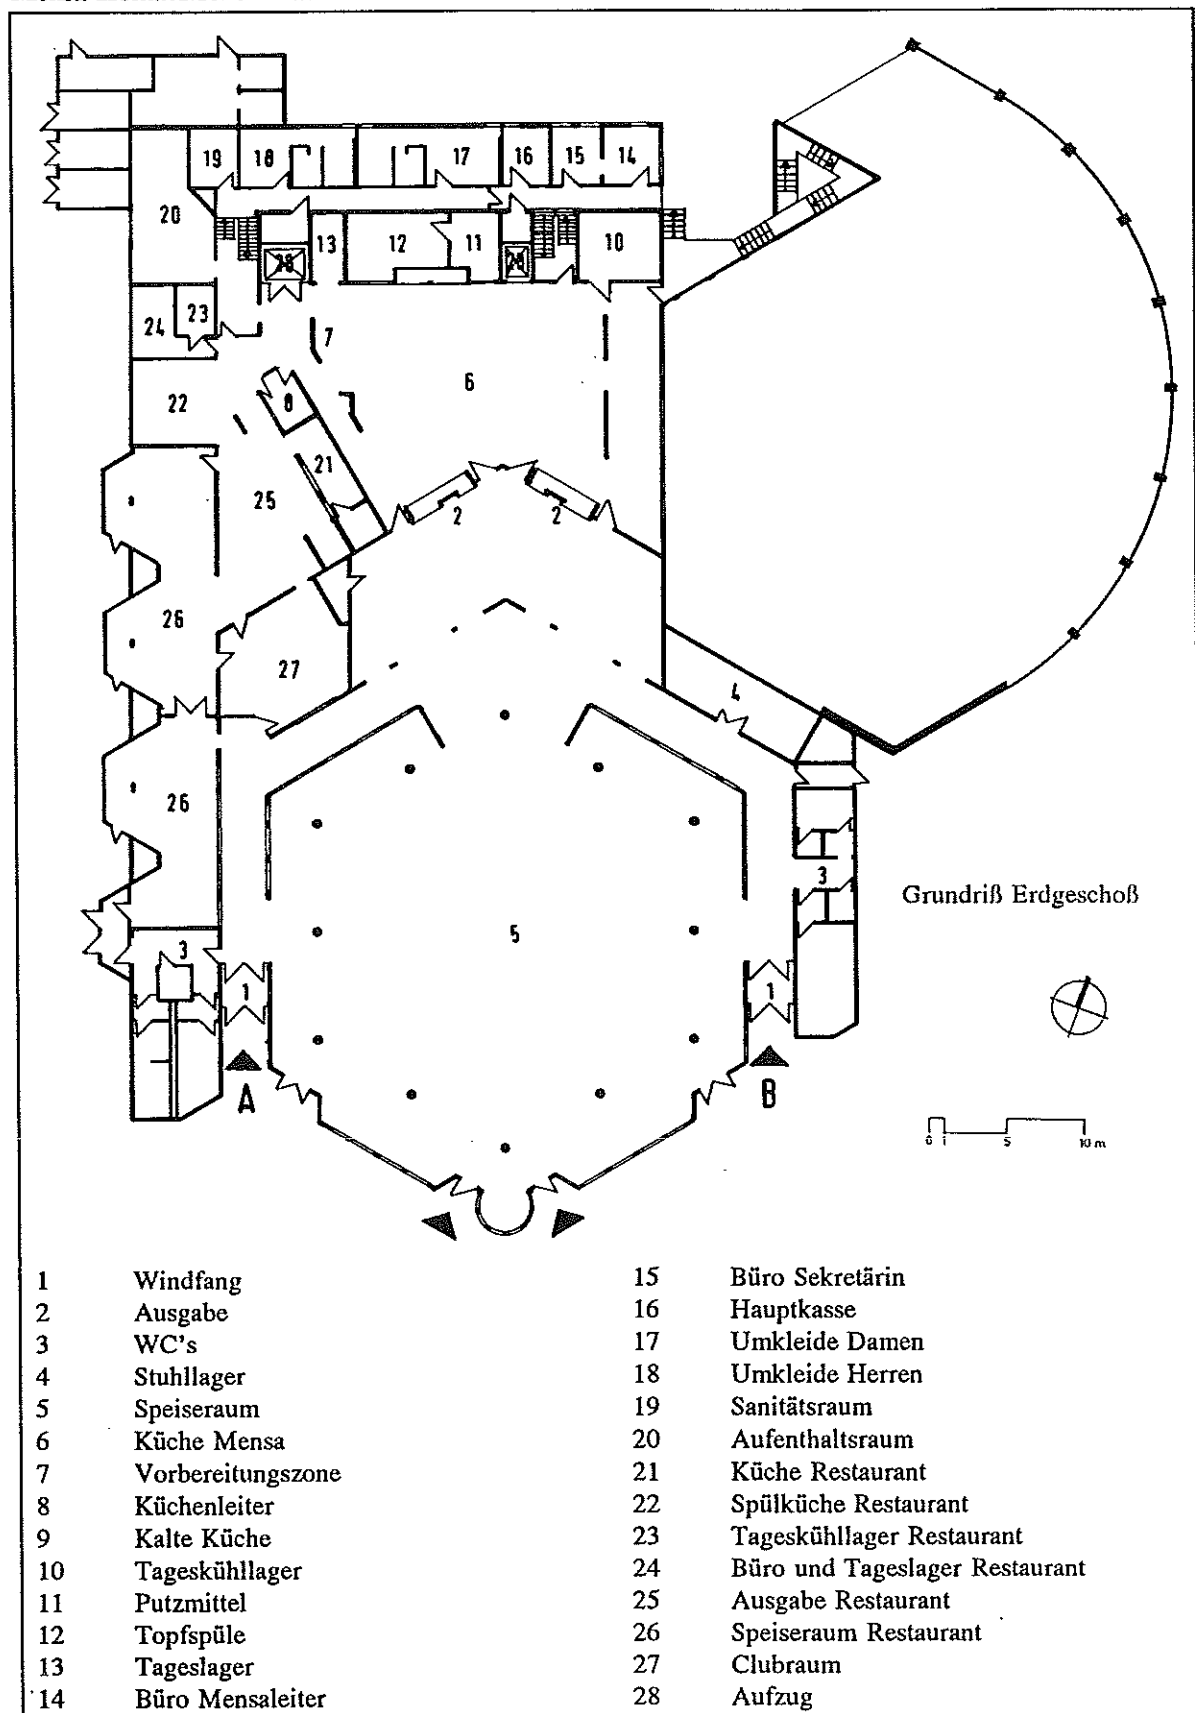 19 18 17 16 15 14
20
28 13 12 11 28 10
24 23
7
6
22
8
21
25
2 2
26
27
4
26
3
5
3
Grundriß Erdgeschoß
1 1
A B
0 1 5 10 m
1 Windfang
2 Ausgabe
3 WC's
4 Stuhllager
5 Speiseraum
6 Küche Mensa
7 Vorbereitungszone
8 Küchenleiter
9 Kalte Küche
10 Tageskühllager
11 Putzmittel
12 Topfspüle
13 Tageslager
14 Büro Mensaleiter
15 Büro Sekretärin
16 Hauptkasse
17 Umkleide Damen
18 Umkleide Herren
19 Sanitätsraum
20 Aufenthaltsraum
21 Küche Restaurant
22 Spülküche Restaurant
23 Tageskühllager Restaurant
24 Büro und Tageslager Restaurant
25 Ausgabe Restaurant
26 Speiseraum Restaurant
27 Clubraum
28 Aufzug